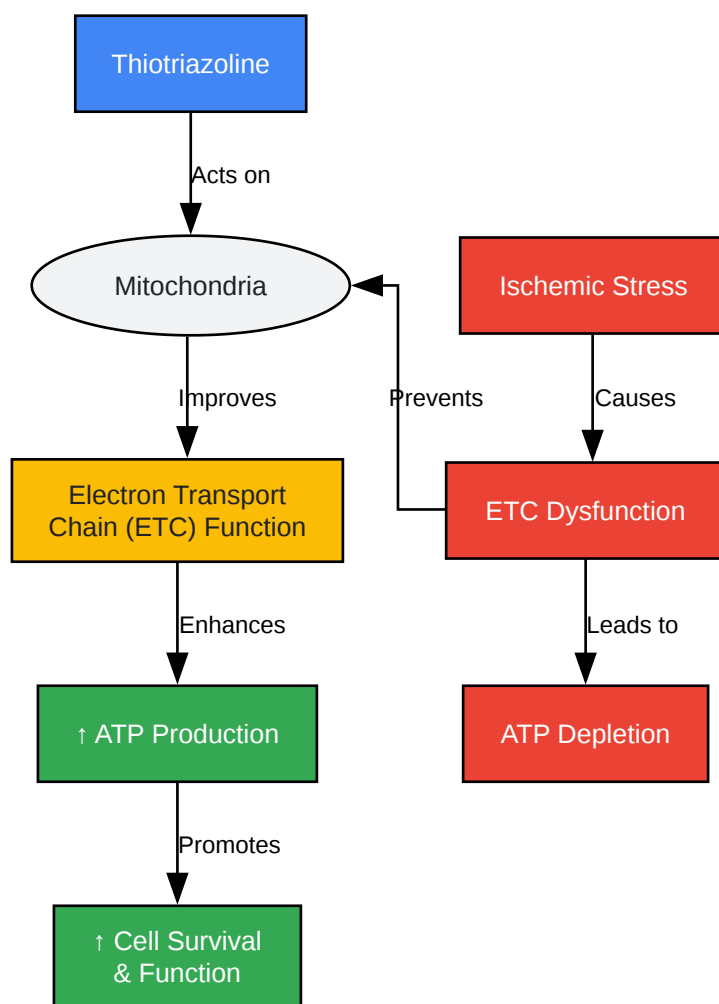 Thiotriazoline
Acts on
Mitochondria
Ischemic Stress
Improves
Prevents
Causes
Electron Transport
Chain (ETC) Function
ETC Dysfunction
Enhances
Leads to
↑ ATP Production
ATP Depletion
Promotes
↑ Cell Survival
& Function